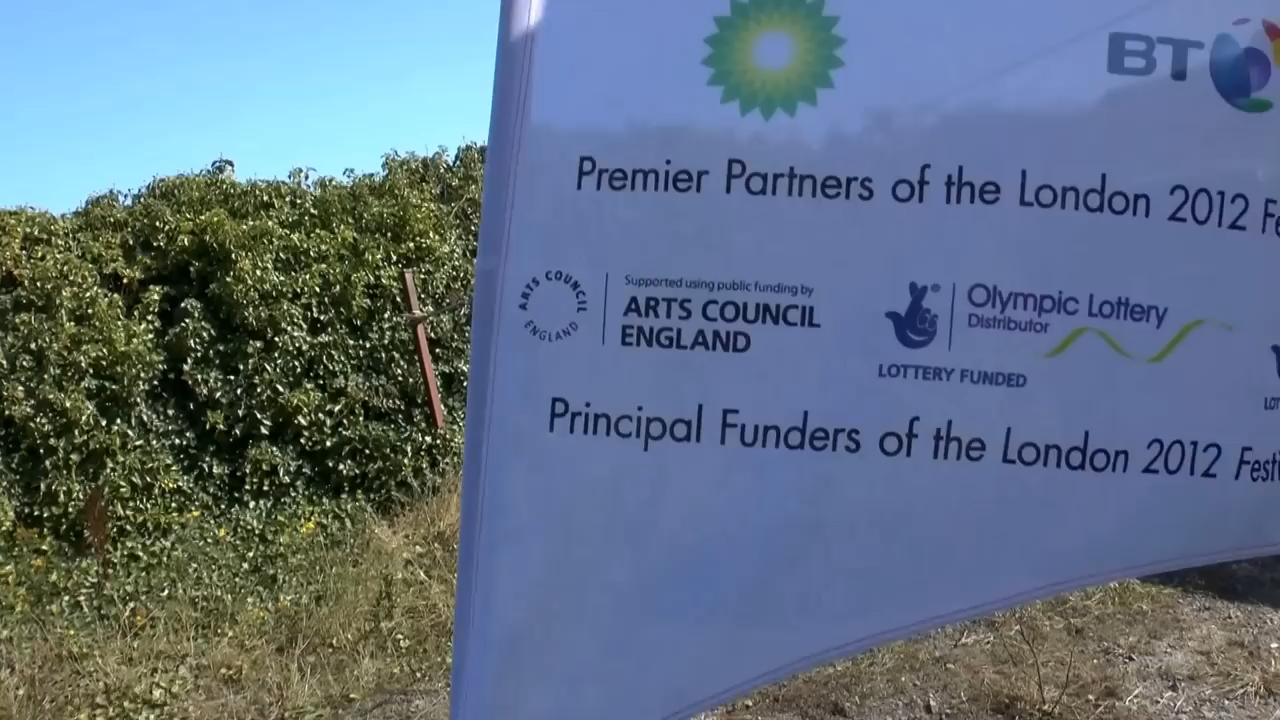 BT
Premier Partners of the London 2012
ARTS COUNCIL ENGLAND
Supported using public funding by
ARTS COUNCIL
ENGLAND
Olympic Lottery
Distributor
LOTTERY FUNDED
Principal Funders of the London 2012